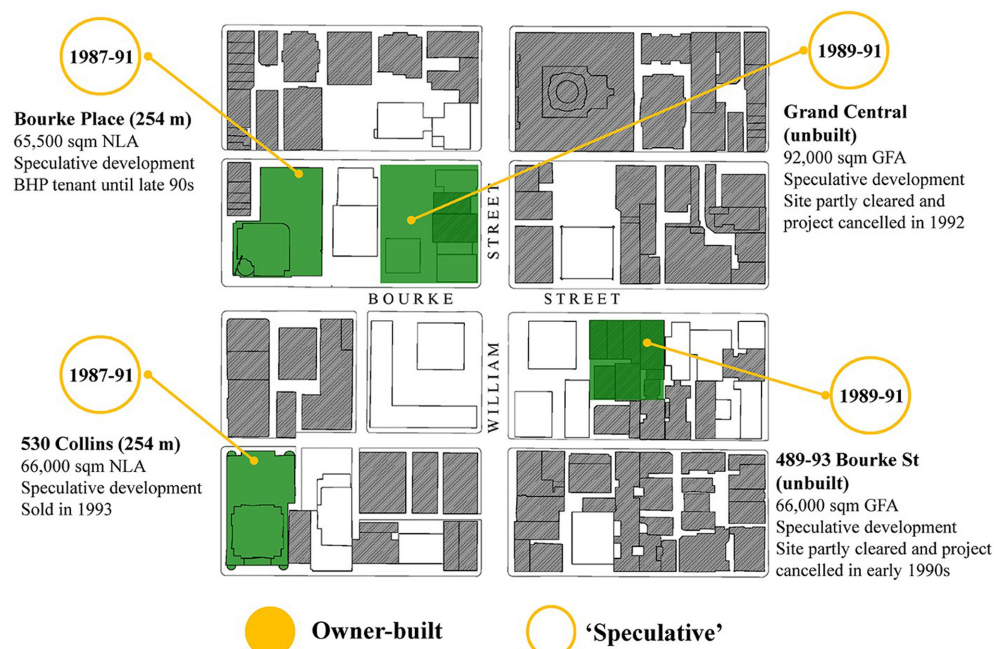 1987-91
Bourke Place (254 m)
65,500 sqm NLA
Speculative development
BHP tenant until late 90s
1989-91
Grand Central
(unbuilt)
92,000 sqm GFA
Speculative development
Site partly cleared and
project cancelled in 1992
STREET
BOURKE STREET
WILLIAM
1987-91
530 Collins (254 m)
66,000 sqm NLA
Speculative development
Sold in 1993
1989-91
489-93 Bourke St
(unbuilt)
66,000 sqm GFA
Speculative development
Site partly cleared and project
cancelled in early 1990s
Owner-built
‘Speculative’